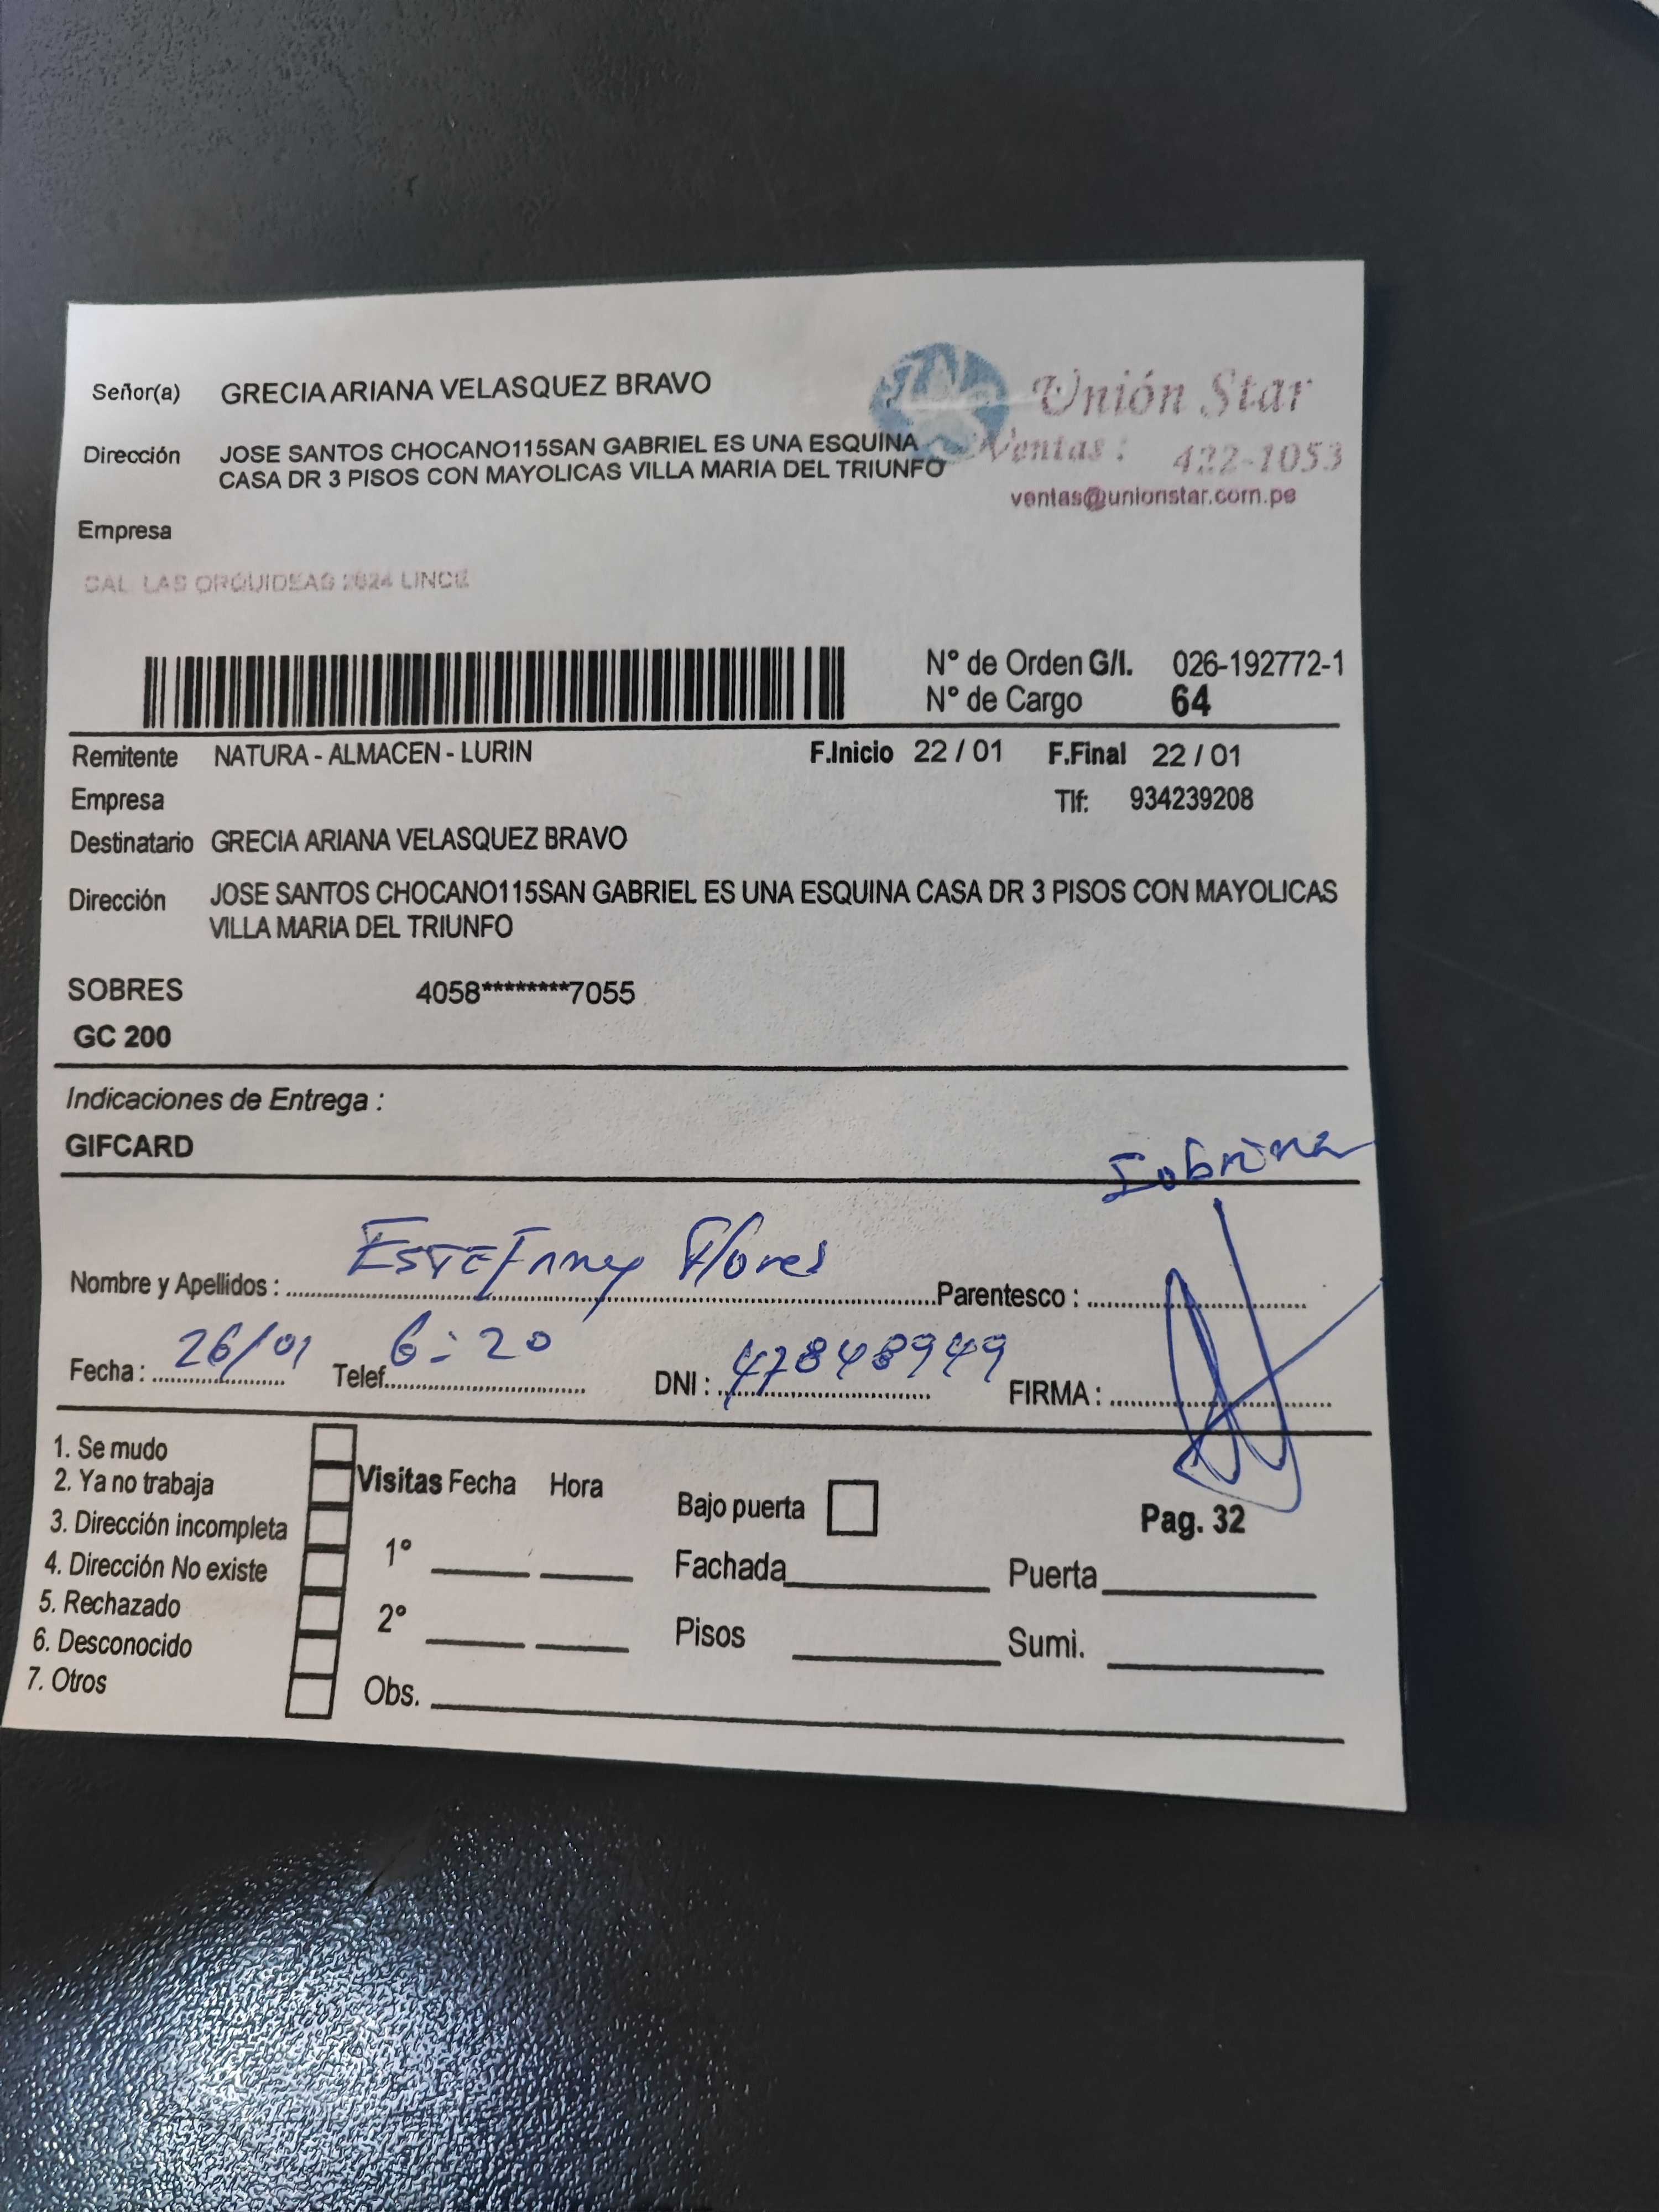 Señor(a) GRECIA ARIANA VELASQUEZ BRAVO
Unión Star
Dirección JOSE SANTOS CHOCANO115SAN GABRIEL ES UNA ESQUINA
CASA DR 3 PISOS CON MAYOLICAS VILLA MARIA DEL TRIUNFO
Ventas: 422-1053
ventas@unionstar.com.pe
Empresa
CAL. LAS ORQUIDEAS 2624 LINCE
N° de Orden G/I. 026-192772-1
N° de Cargo 64
Remitente NATURA - ALMACEN - LURIN F.Inicio 22 / 01 F.Final 22 / 01
Empresa Tlf: 934239208
Destinatario GRECIA ARIANA VELASQUEZ BRAVO
Dirección JOSE SANTOS CHOCANO115SAN GABRIEL ES UNA ESQUINA CASA DR 3 PISOS CON MAYOLICAS
VILLA MARIA DEL TRIUNFO
SOBRES 4058********7055
GC 200
Indicaciones de Entrega :
GIFCARD
Sobrina
Nombre y Apellidos : Estefanny Flores Parentesco :
Fecha : 26/01 Telef. 6:20 DNI : 47848949 FIRMA :
1. Se mudo
2. Ya no trabaja
3. Dirección incompleta
4. Dirección No existe
5. Rechazado
6. Desconocido
7. Otros
Visitas Fecha Hora
1°
2°
Obs.
Bajo puerta
Pag. 32
Fachada Puerta
Pisos Sumi.